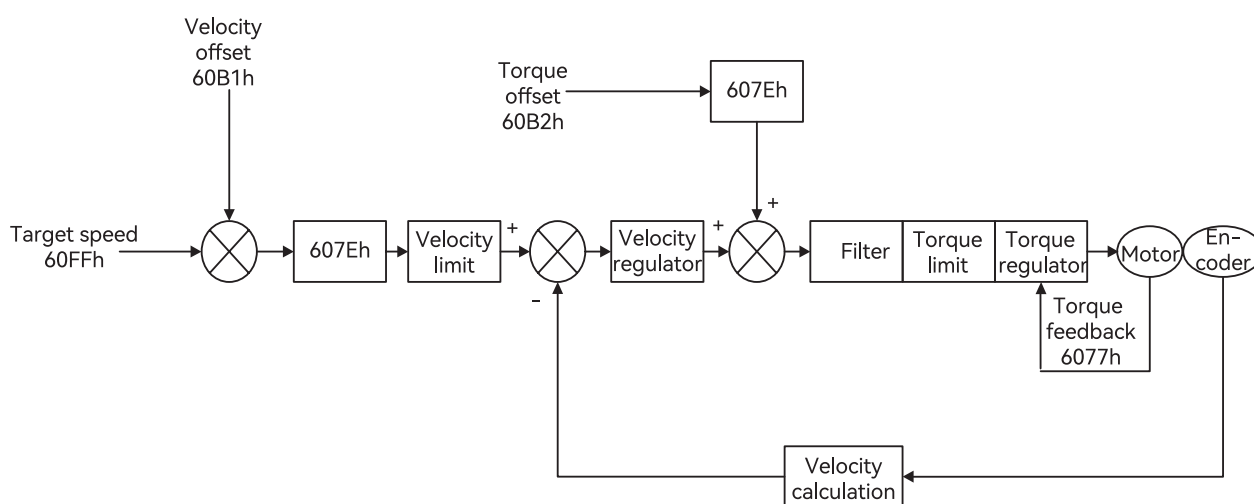 Velocity
offset
60B1h
Torque
offset
60B2h
607Eh
Target speed
60FFh
607Eh
Velocity
limit
+
-
Velocity
regulator
+
+
Filter
Torque
limit
Torque
regulator
Motor
En-
coder
Torque
feedback
6077h
Velocity
calculation